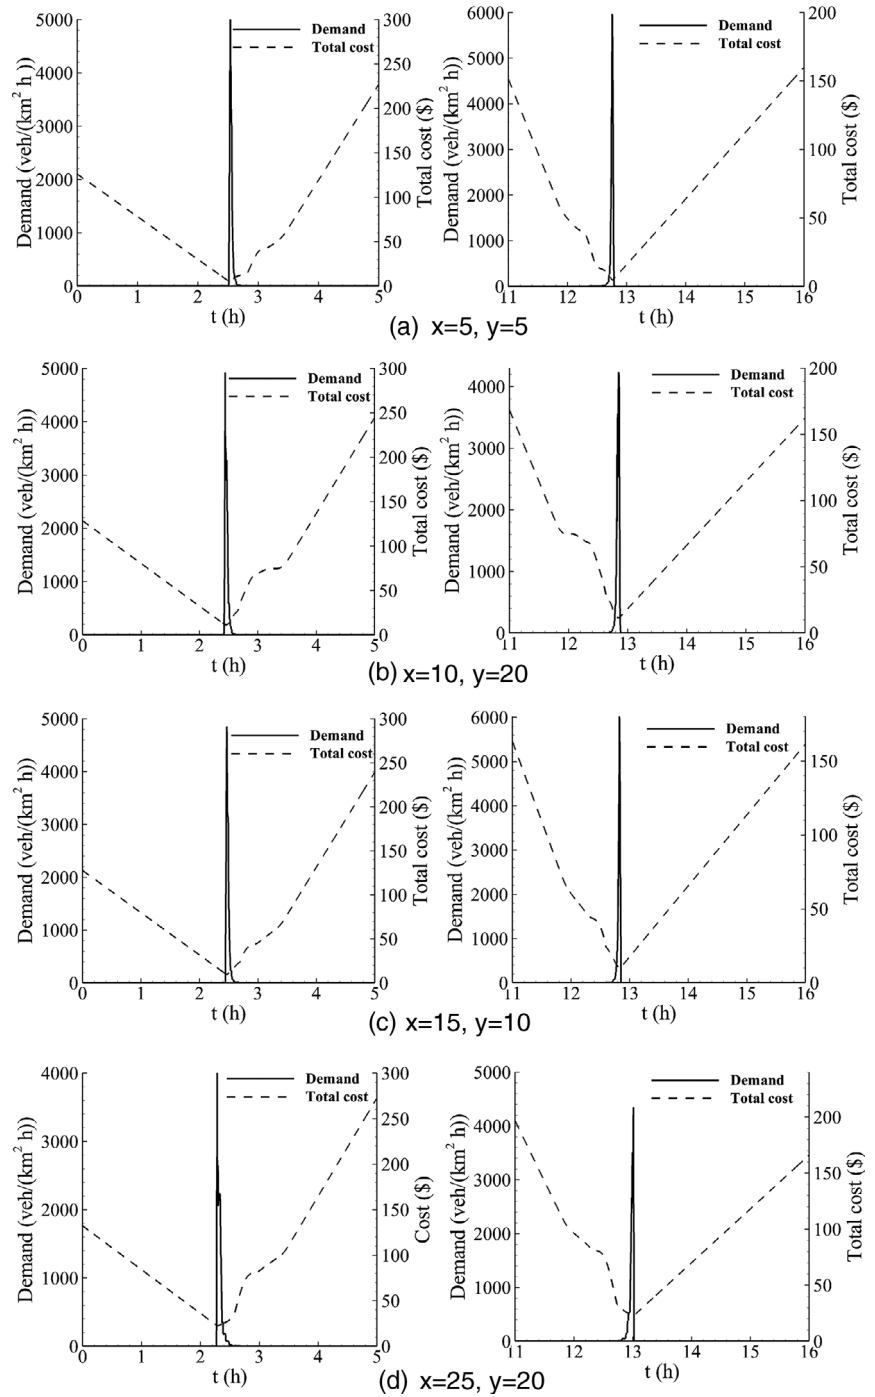 5000
4000
3000
2000
1000
0
Demand (veh/(km² h))
300
250
200
150
100
50
0
Total cost ($)
Demand
Total cost
0 1 2 3 4 5
t (h)
6000
5000
4000
3000
2000
1000
0
Demand (veh/(km² h))
200
150
100
50
0
Total cost ($)
Demand
Total cost
11 12 13 14 15 16
t (h)
(a) x=5, y=5
5000
4000
3000
2000
1000
0
Demand (veh/(km² h))
300
250
200
150
100
50
0
Total cost ($)
Demand
Total cost
0 1 2 3 4 5
t (h)
4000
3000
2000
1000
0
Demand (veh/(km² h))
200
150
100
50
0
Total cost ($)
Demand
Total cost
11 12 13 14 15 16
t (h)
(b) x=10, y=20
5000
4000
3000
2000
1000
0
Demand (veh/(km² h))
300
250
200
150
100
50
0
Total cost ($)
Demand
Total cost
0 1 2 3 4 5
t (h)
6000
5000
4000
3000
2000
1000
0
Demand (veh/(km² h))
150
100
50
0
Total cost ($)
Demand
Total cost
11 12 13 14 15 16
t (h)
(c) x=15, y=10
4000
3000
2000
1000
0
Demand (veh/(km² h))
300
250
200
150
100
50
0
Cost ($)
Demand
Total cost
0 1 2 3 4 5
t (h)
5000
4000
3000
2000
1000
0
Demand (veh/(km² h))
200
150
100
50
0
Total cost ($)
Demand
Total cost
11 12 13 14 15 16
t (h)
(d) x=25, y=20